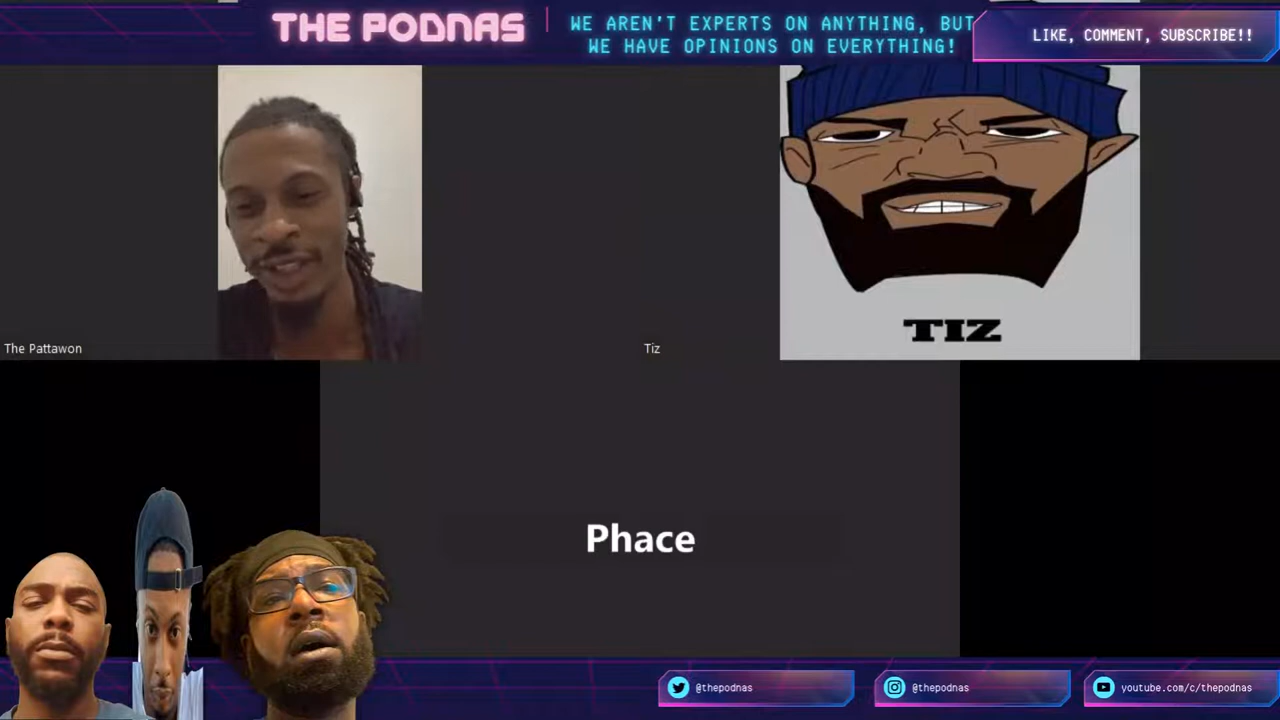 THE PODNAS
WE AREN'T EXPERTS ON ANYTHING, BUT
WE HAVE OPINIONS ON EVERYTHING!
LIKE, COMMENT, SUBSCRIBE!!
TIZ
The Pattawon
Tiz
Phace
@thepodnas
@thepodnas
youtube.com/c/thepodnas